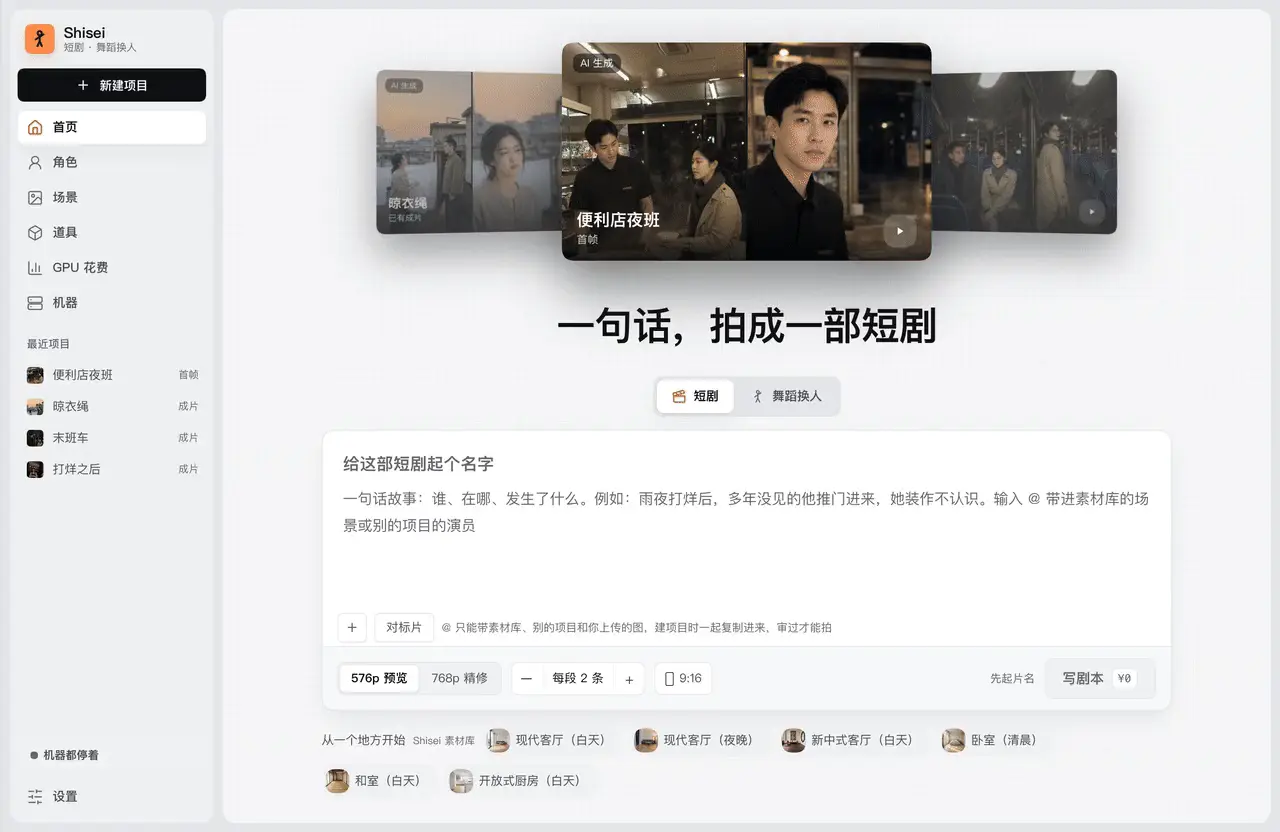 Shisei
短剧 · 舞蹈换人
+ 新建项目
首页
角色
场景
道具
GPU 花费
机器
最近项目
便利店夜班 首帧
晾衣绳 成片
末班车 成片
打烊之后 成片
机器都停着
设置
AI 生成
晾衣绳
已有成片
AI 生成
便利店夜班
首帧
一句话，拍成一部短剧
短剧 舞蹈换人
给这部短剧起个名字
一句话故事：谁、在哪、发生了什么。例如：雨夜打烊后，多年没见的他推门进来，她装作不认识。输入 @ 带进素材库的场
景或别的项目的演员
+ 对标片 @ 只能带素材库、别的项目和你上传的图，建项目时一起复制进来，审过才能拍
576p 预览 768p 精修 — 每段 2 条 + 9:16 先起片名 写剧本 ¥0
从一个地方开始 Shisei 素材库 现代客厅（白天） 现代客厅（夜晚） 新中式客厅（白天） 卧室（清晨）
和室（白天） 开放式厨房（白天）